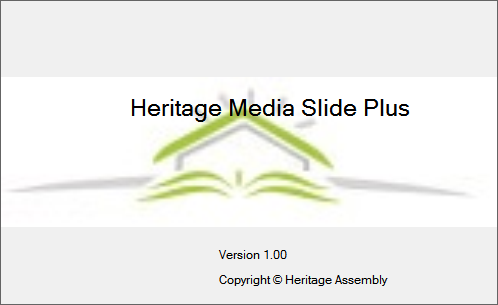 Heritage Media Slide Plus
Version 1.00
Copyright © Heritage Assembly